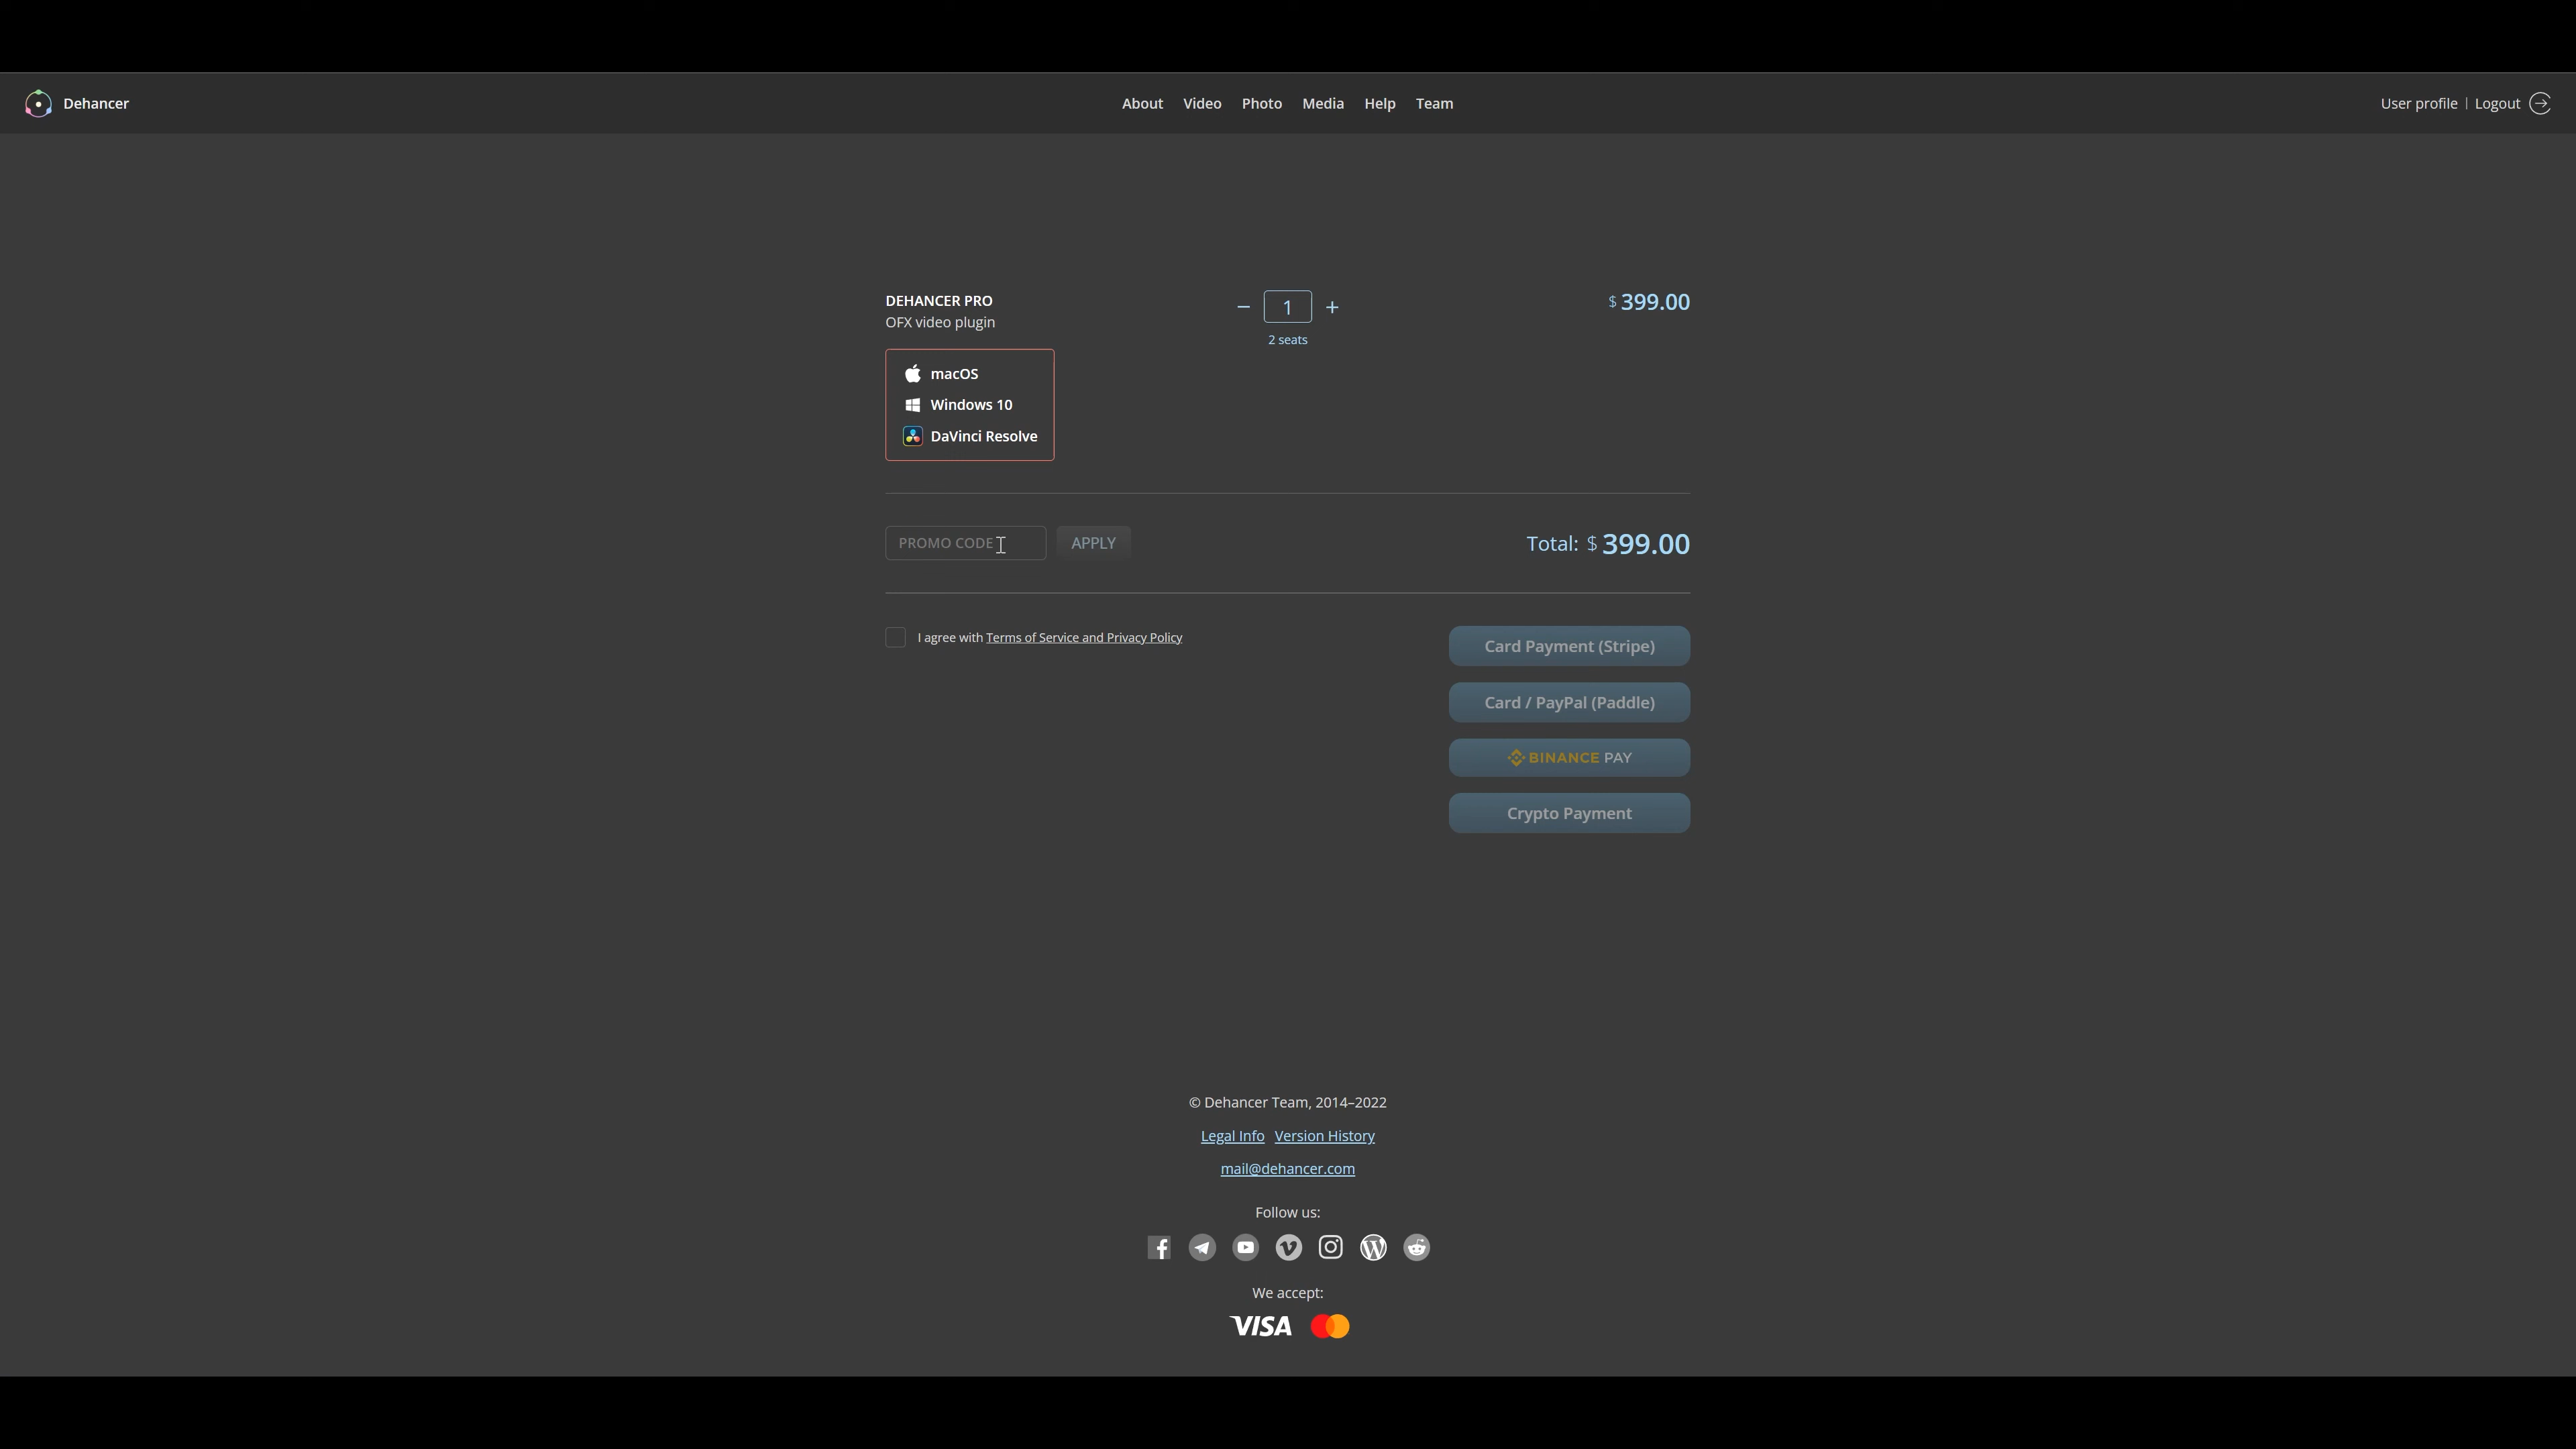 Dehancer
About Video Photo Media Help Team
User profile | Logout
DEHANCER PRO
OFX video plugin
− 1 +
2 seats
$ 399.00
macOS
Windows 10
DaVinci Resolve
PROMO CODE
APPLY
Total: $ 399.00
I agree with Terms of Service and Privacy Policy
Card Payment (Stripe)
Card / PayPal (Paddle)
BINANCE PAY
Crypto Payment
© Dehancer Team, 2014–2022
Legal Info Version History
mail@dehancer.com
Follow us:
We accept:
VISA